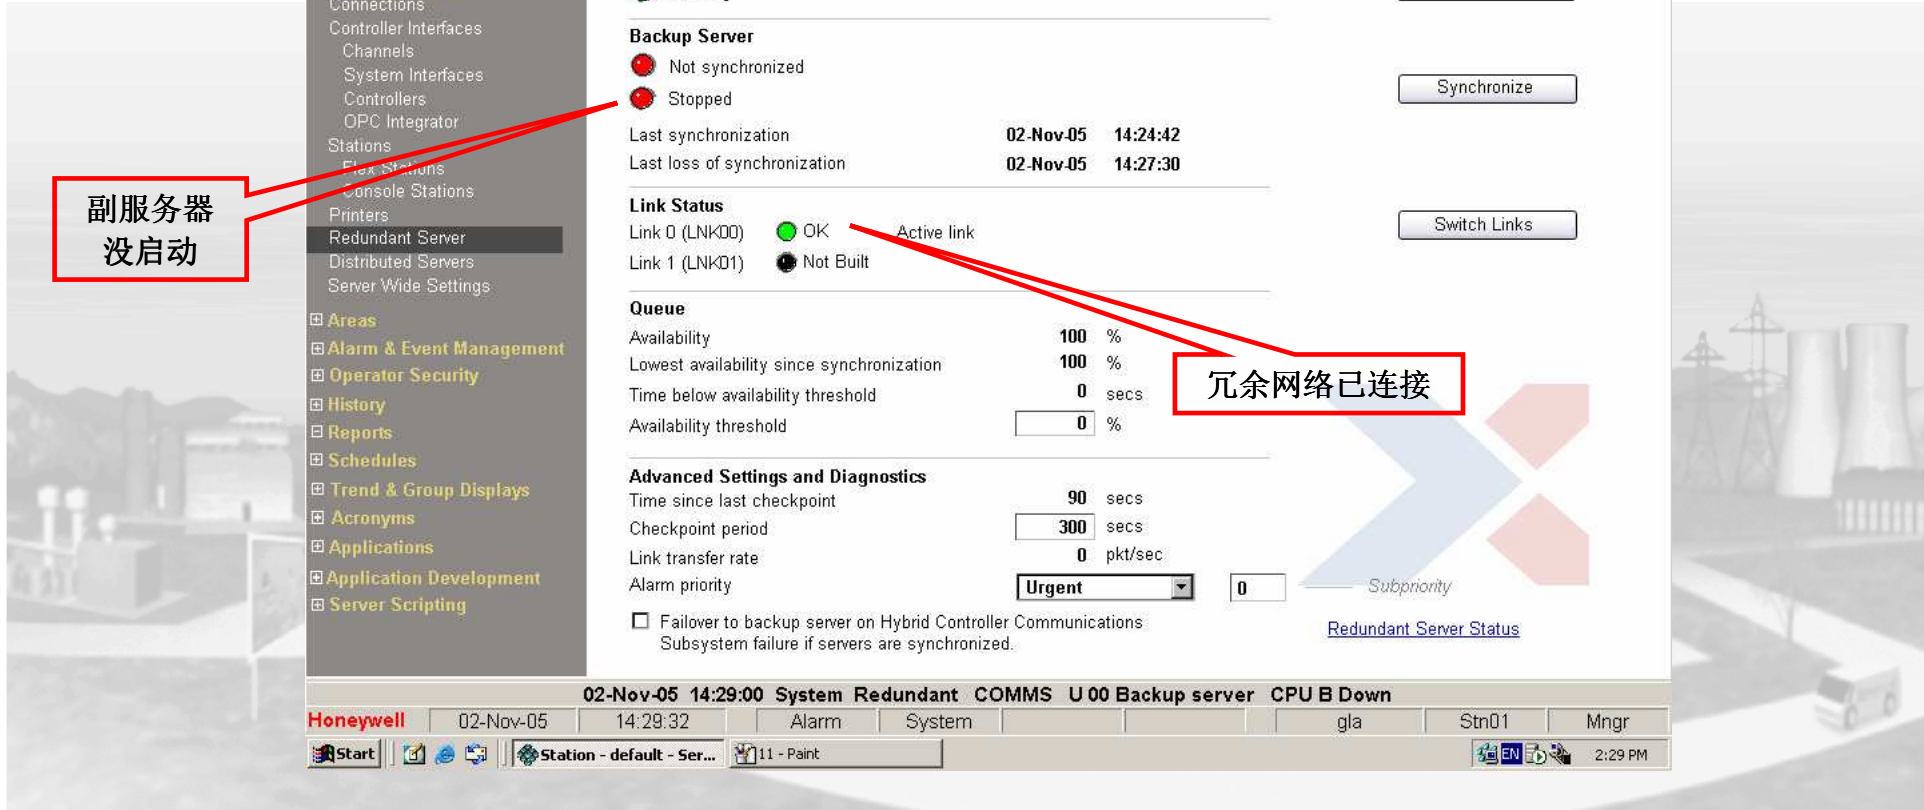 Connections
Controller Interfaces
Channels
System Interfaces
Controllers
OPC Integrator
Stations
Flex Stations
Console Stations
Printers
Redundant Server
Distributed Servers
Server Wide Settings
Areas
Alarm & Event Management
Operator Security
History
Reports
Schedules
Trend & Group Displays
Acronyms
Applications
Application Development
Server Scripting
副服务器
没启动
Backup Server
Not synchronized
Stopped
Synchronize
Last synchronization 02-Nov-05 14:24:42
Last loss of synchronization 02-Nov-05 14:27:30
Link Status
Link 0 (LNK00) OK Active link
Switch Links
Link 1 (LNK01) Not Built
Queue
Availability 100 %
Lowest availability since synchronization 100 %
Time below availability threshold 0 secs
Availability threshold 0 %
冗余网络已连接
Advanced Settings and Diagnostics
Time since last checkpoint 90 secs
Checkpoint period 300 secs
Link transfer rate 0 pkt/sec
Alarm priority Urgent 0 Subpriority
Failover to backup server on Hybrid Controller Communications
Subsystem failure if servers are synchronized.
Redundant Server Status
02-Nov-05 14:29:00 System Redundant COMMS U 00 Backup server CPU B Down
Honeywell 02-Nov-05 14:29:32 Alarm System gla Stn01 Mngr
Start Station - default - Ser... 11 - Paint EN 2:29 PM